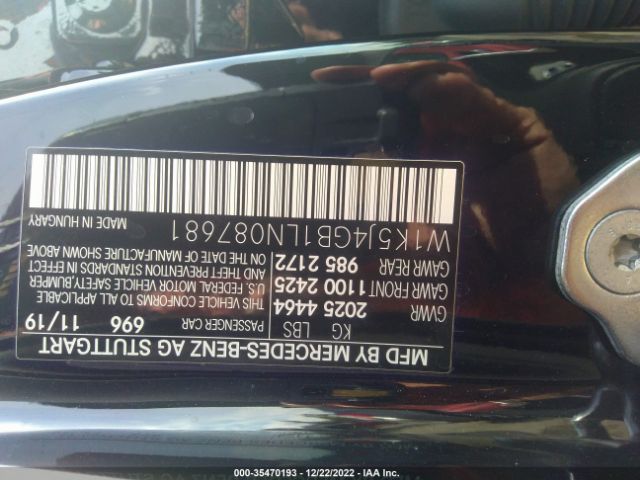 MFD BY MERCEDES-BENZ AG STUTTGART
KG LBS PASSENGER CAR 696 11/19
GVWR 2025 4464 THIS VEHICLE CONFORMS TO ALL APPLICABLE
GAWR FRONT 1100 2425 U.S. FEDERAL MOTOR VEHICLE SAFETY,BUMPER
GAWR REAR 985 2172 AND THEFT PREVENTION STANDARDS IN EFFECT
ON THE DATE OF MANUFACTURE SHOWN ABOVE
W1K5J4GB1LN087681 MADE IN HUNGARY
000-35470193 - 12/22/2022 - IAA Inc.